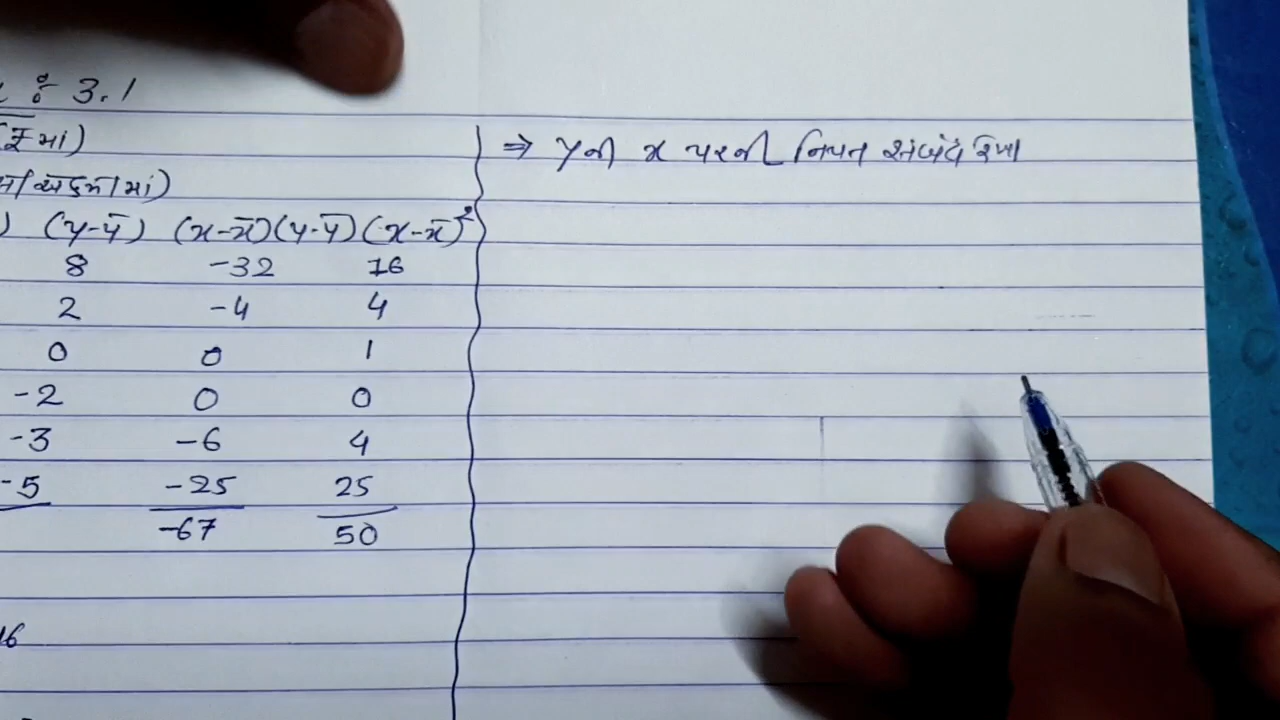 : 3.1
(₹ માં)
⇒ y ની x પરની નિયત સંબંધ રેખા
માં)
) (y-ȳ) (x-x̄)(y-ȳ) (x-x̄)²
8 -32 16
2 -4 4
0 0 1
-2 0 0
-3 -6 4
-5 -25 25
-67 50
16